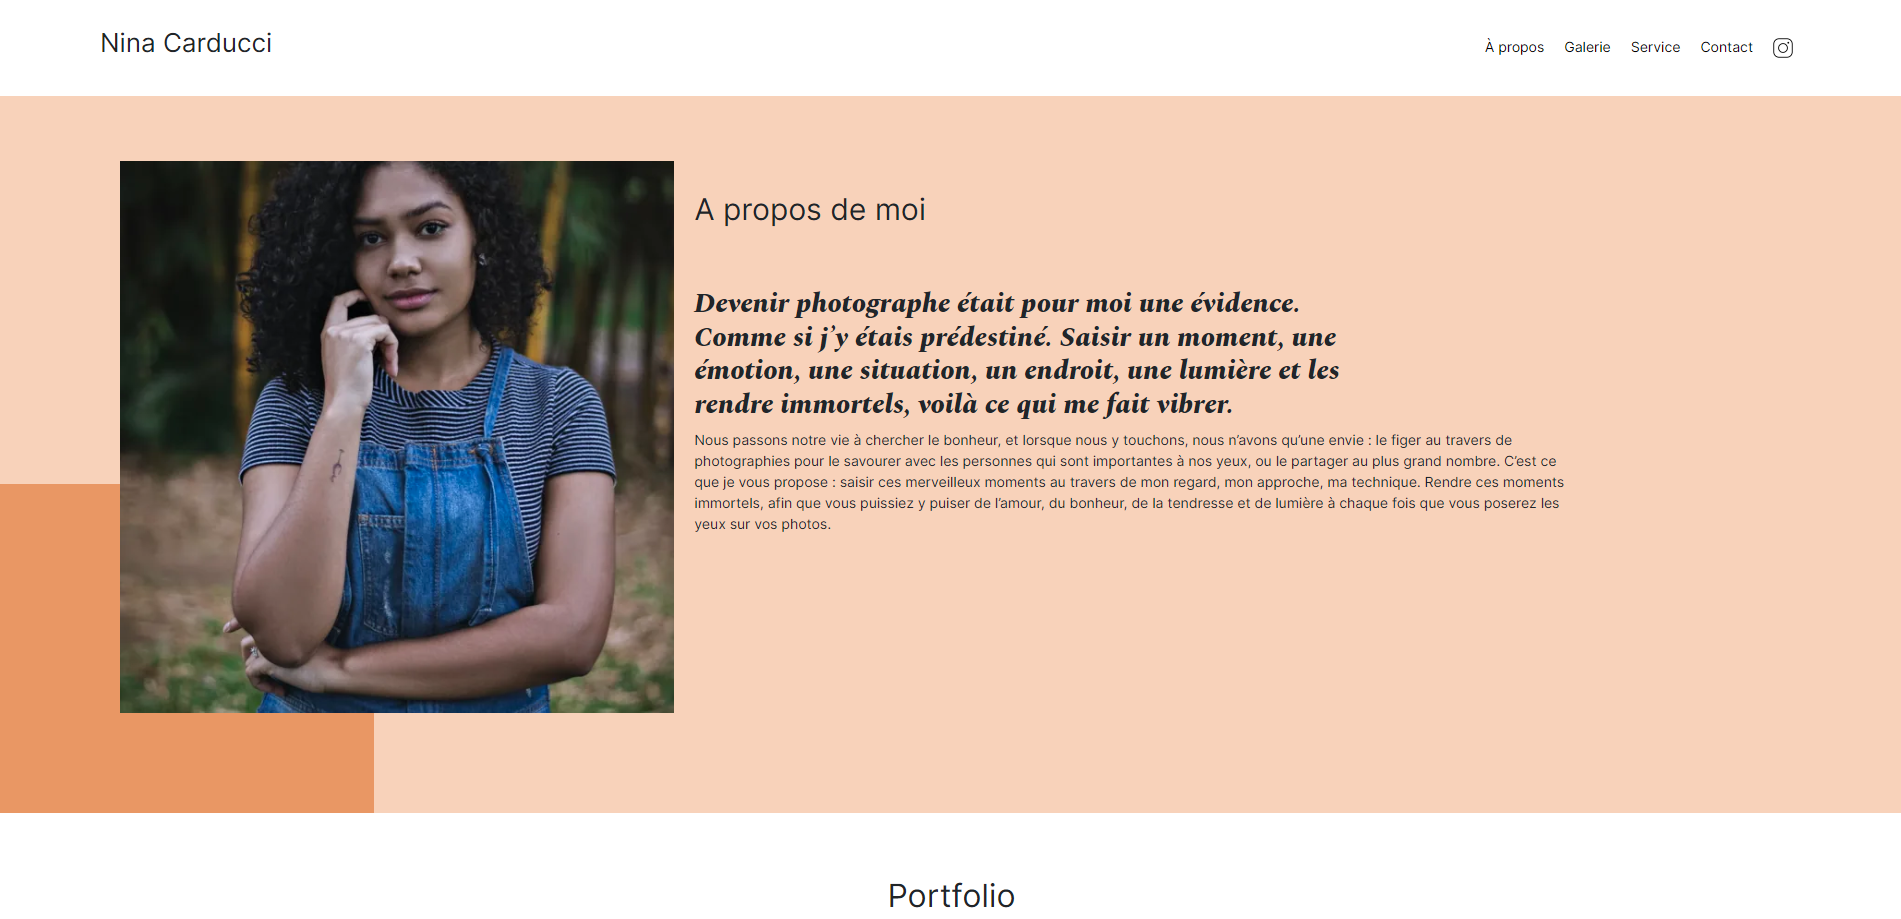 Nina Carducci
À propos Galerie Service Contact
A propos de moi
Devenir photographe était pour moi une évidence.
Comme si j’y étais prédestiné. Saisir un moment, une
émotion, une situation, un endroit, une lumière et les
rendre immortels, voilà ce qui me fait vibrer.
Nous passons notre vie à chercher le bonheur, et lorsque nous y touchons, nous n’avons qu’une envie : le figer au travers de
photographies pour le savourer avec les personnes qui sont importantes à nos yeux, ou le partager au plus grand nombre. C’est ce
que je vous propose : saisir ces merveilleux moments au travers de mon regard, mon approche, ma technique. Rendre ces moments
immortels, afin que vous puissiez y puiser de l’amour, du bonheur, de la tendresse et de lumière à chaque fois que vous poserez les
yeux sur vos photos.
Portfolio